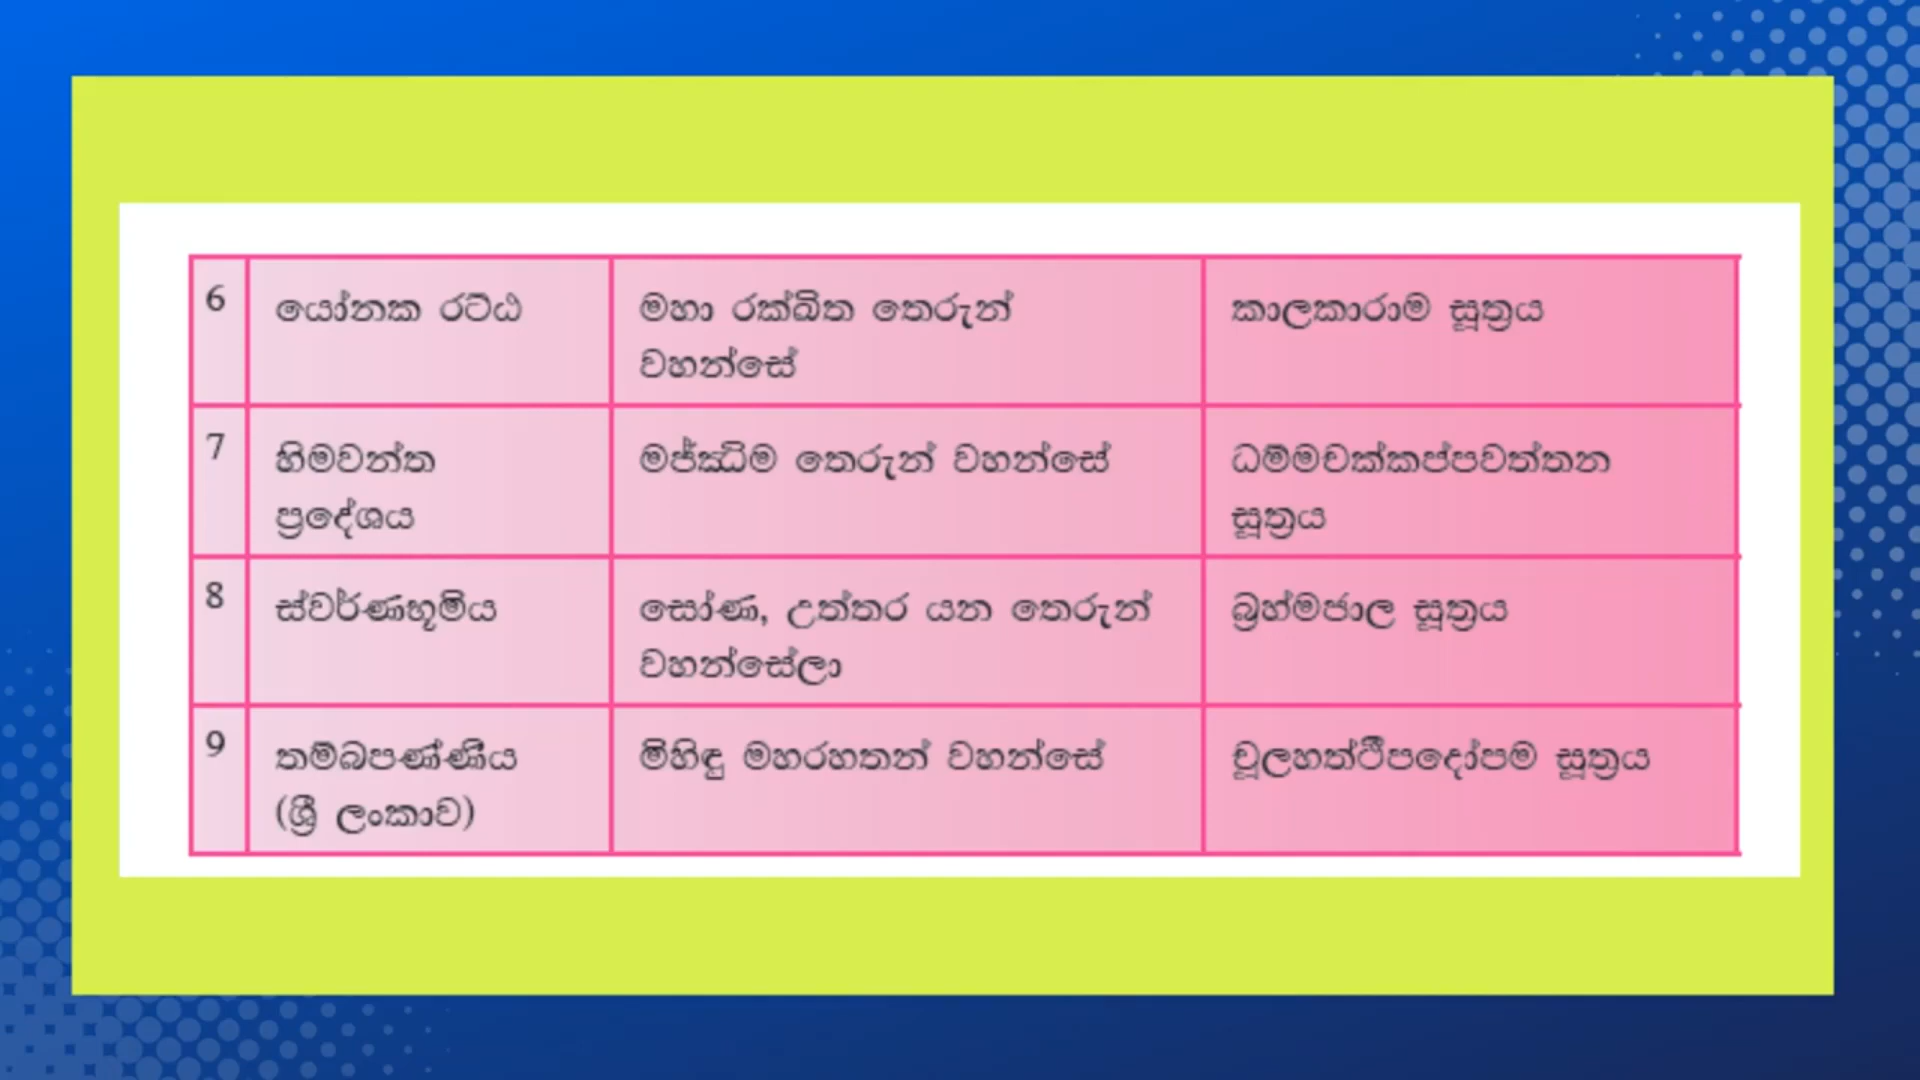 6 යෝනක රට්ඨ මහා රක්ඛිත තෙරුන් කාලකාරාම සූත්‍රය
වහන්සේ
7 හිමවන්ත මජ්ඣිම තෙරුන් වහන්සේ ධම්මචක්කප්පවත්තන
ප්‍රදේශය සූත්‍රය
8 ස්වර්ණභූමිය සෝණ, උත්තර යන තෙරුන් බ්‍රහ්මජාල සූත්‍රය
වහන්සේලා
9 තම්බපණ්ණිය මිහිඳු මහරහතන් වහන්සේ චූලහත්ථිපදෝපම සූත්‍රය
(ශ්‍රී ලංකාව)